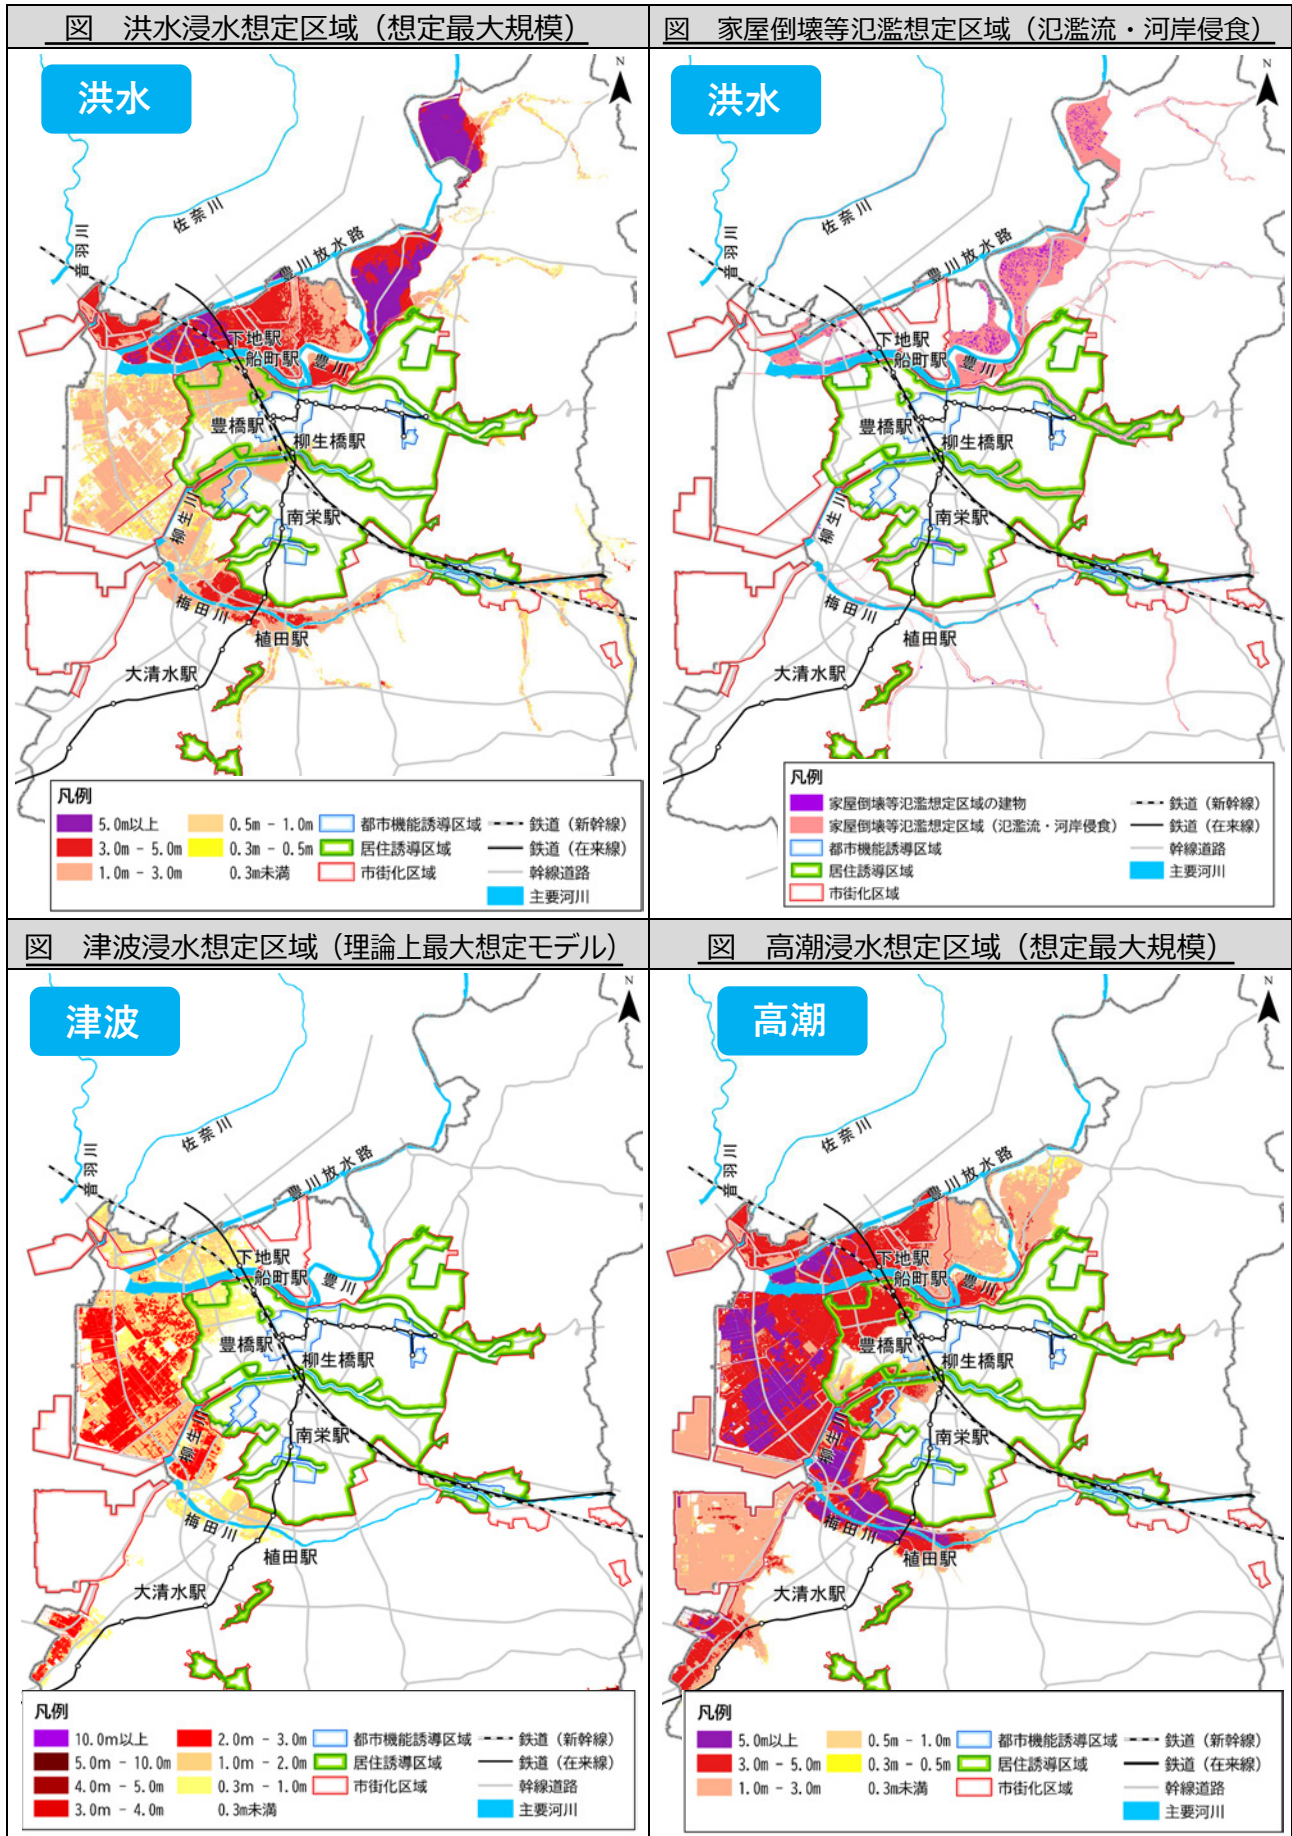 図　洪水浸水想定区域（想定最大規模）
洪水
N
佐奈川
音羽川
豊川放水路
下地駅
船町駅
豊川
豊橋駅
柳生橋駅
柳生川
南栄駅
梅田川
植田駅
大清水駅
凡例
5.0m以上
3.0m - 5.0m
1.0m - 3.0m
0.5m - 1.0m
0.3m - 0.5m
0.3m未満
都市機能誘導区域
居住誘導区域
市街化区域
鉄道（新幹線）
鉄道（在来線）
幹線道路
主要河川
図　家屋倒壊等氾濫想定区域（氾濫流・河岸侵食）
洪水
N
佐奈川
音羽川
豊川放水路
下地駅
船町駅
豊川
豊橋駅
柳生橋駅
柳生川
南栄駅
梅田川
植田駅
大清水駅
凡例
家屋倒壊等氾濫想定区域の建物
家屋倒壊等氾濫想定区域（氾濫流・河岸侵食）
都市機能誘導区域
居住誘導区域
市街化区域
鉄道（新幹線）
鉄道（在来線）
幹線道路
主要河川
図　津波浸水想定区域（理論上最大想定モデル）
津波
N
佐奈川
音羽川
豊川放水路
下地駅
船町駅
豊川
豊橋駅
柳生橋駅
柳生川
南栄駅
梅田川
植田駅
大清水駅
凡例
10.0m以上
5.0m - 10.0m
4.0m - 5.0m
3.0m - 4.0m
2.0m - 3.0m
1.0m - 2.0m
0.3m - 1.0m
0.3m未満
都市機能誘導区域
居住誘導区域
市街化区域
鉄道（新幹線）
鉄道（在来線）
幹線道路
主要河川
図　高潮浸水想定区域（想定最大規模）
高潮
N
佐奈川
音羽川
豊川放水路
下地駅
船町駅
豊川
豊橋駅
柳生橋駅
柳生川
南栄駅
梅田川
植田駅
大清水駅
凡例
5.0m以上
3.0m - 5.0m
1.0m - 3.0m
0.5m - 1.0m
0.3m - 0.5m
0.3m未満
都市機能誘導区域
居住誘導区域
市街化区域
鉄道（新幹線）
鉄道（在来線）
幹線道路
主要河川